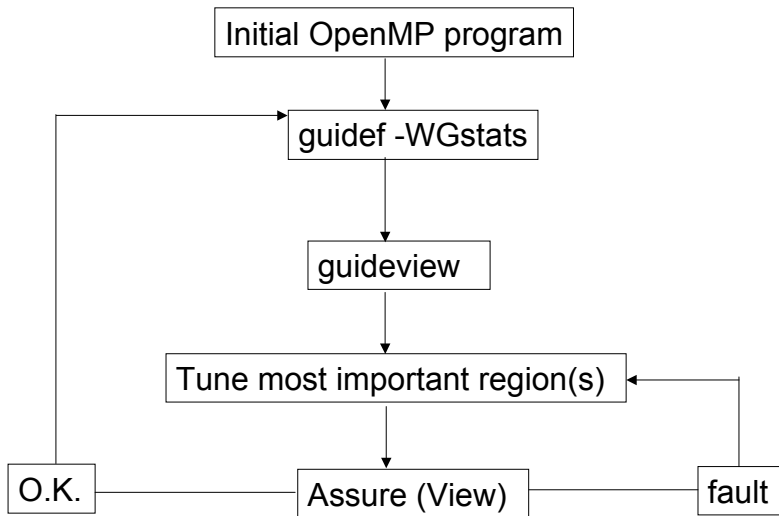 Initial OpenMP program
guidef -WGstats
guideview
Tune most important region(s)
O.K.
Assure (View)
fault